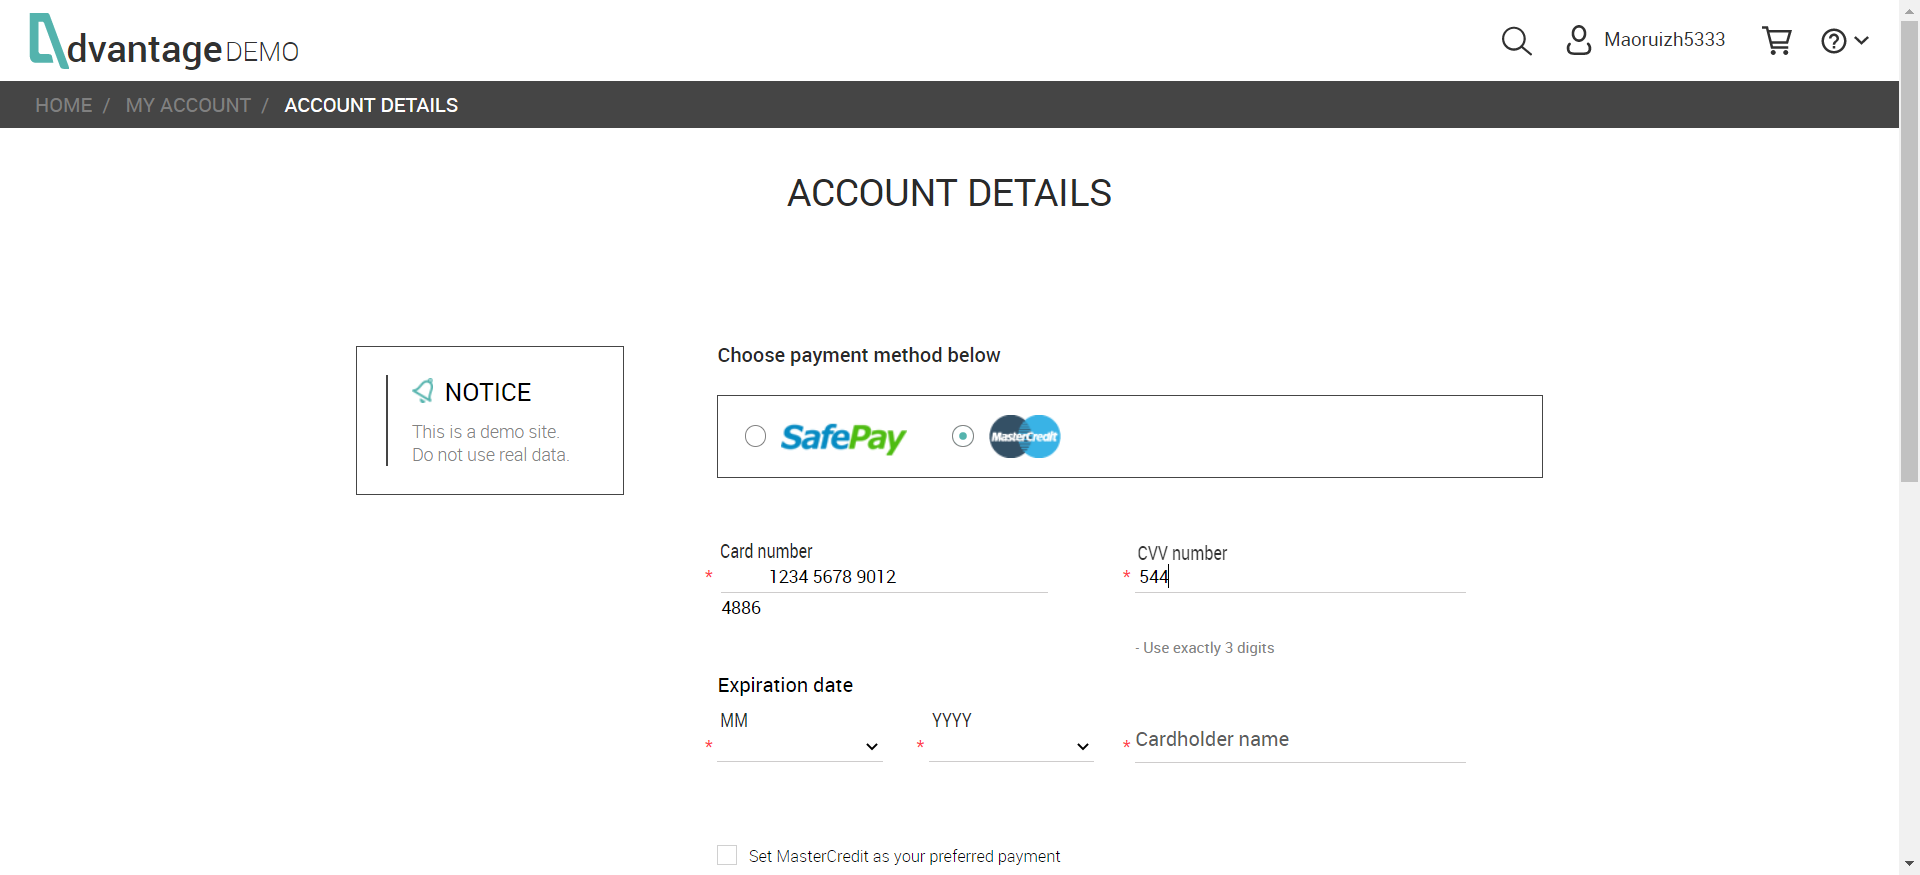 dvantage DEMO
Maoruizh5333
HOME / MY ACCOUNT / ACCOUNT DETAILS
ACCOUNT DETAILS
NOTICE
This is a demo site.
Do not use real data.
Choose payment method below
SafePay
MasterCredit
Card number
* 1234 5678 9012
4886
CVV number
* 544
- Use exactly 3 digits
Expiration date
MM
*
YYYY
*
* Cardholder name
Set MasterCredit as your preferred payment